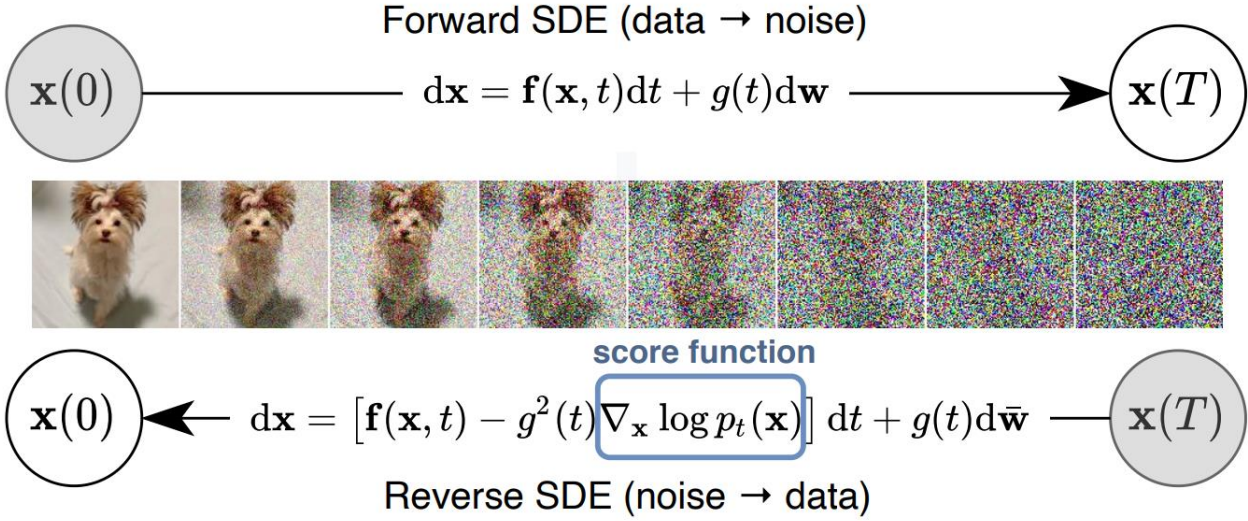 Forward SDE (data → noise)
x(0) dx = f(x, t)dt + g(t)dw x(T)
score function
x(0) dx = [f(x, t) − g²(t)∇ₓ log pₜ(x)] dt + g(t)dw̄ x(T)
Reverse SDE (noise → data)